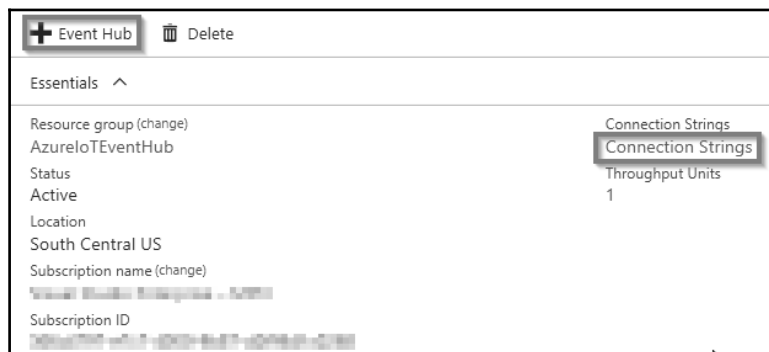 Event Hub Delete
Essentials
Resource group (change) Connection Strings
AzureIoTEventHub Connection Strings
Status Throughput Units
Active 1
Location
South Central US
Subscription name (change)
Subscription ID